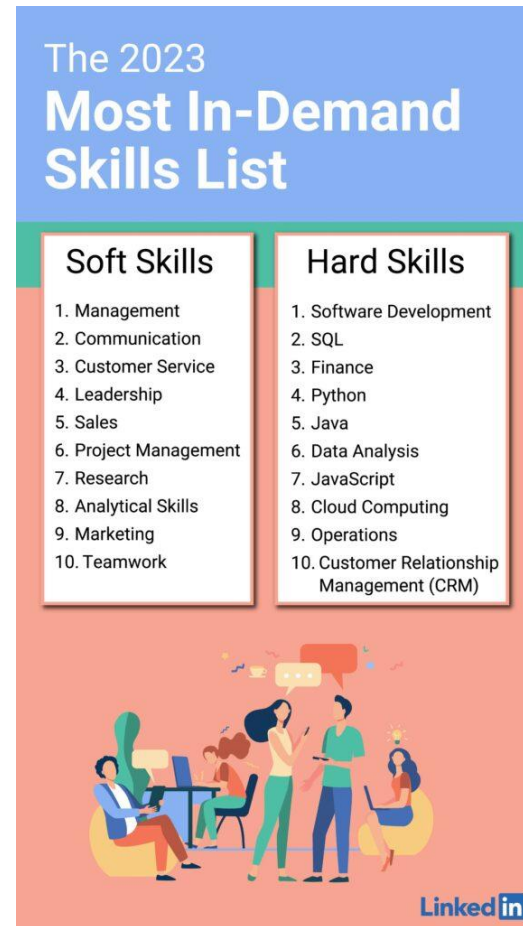 The 2023
Most In-Demand
Skills List
Soft Skills
1. Management
2. Communication
3. Customer Service
4. Leadership
5. Sales
6. Project Management
7. Research
8. Analytical Skills
9. Marketing
10. Teamwork
Hard Skills
1. Software Development
2. SQL
3. Finance
4. Python
5. Java
6. Data Analysis
7. JavaScript
8. Cloud Computing
9. Operations
10. Customer Relationship
Management (CRM)
Linked in